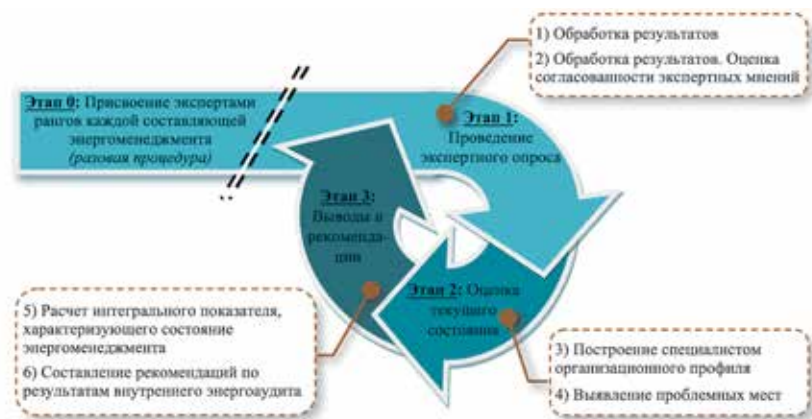 1) Обработка результатов
2) Обработка результатов. Оценка
согласованности экспертных мнений
Этап 0: Присвоение экспертами
рангов каждой составляющей
энергоменеджмента
(разовая процедура)
Этап 1:
Проведение
экспертного опроса
Этап 2: Оценка
текущего
состояния
Этап 3:
Выводы и
рекоменда-
ции
3) Построение специалистом
организационного профиля
4) Выявление проблемных мест
5) Расчет интегрального показателя,
характеризующего состояние
энергоменеджмента
6) Составление рекомендаций по
результатам внутреннего энергоаудита